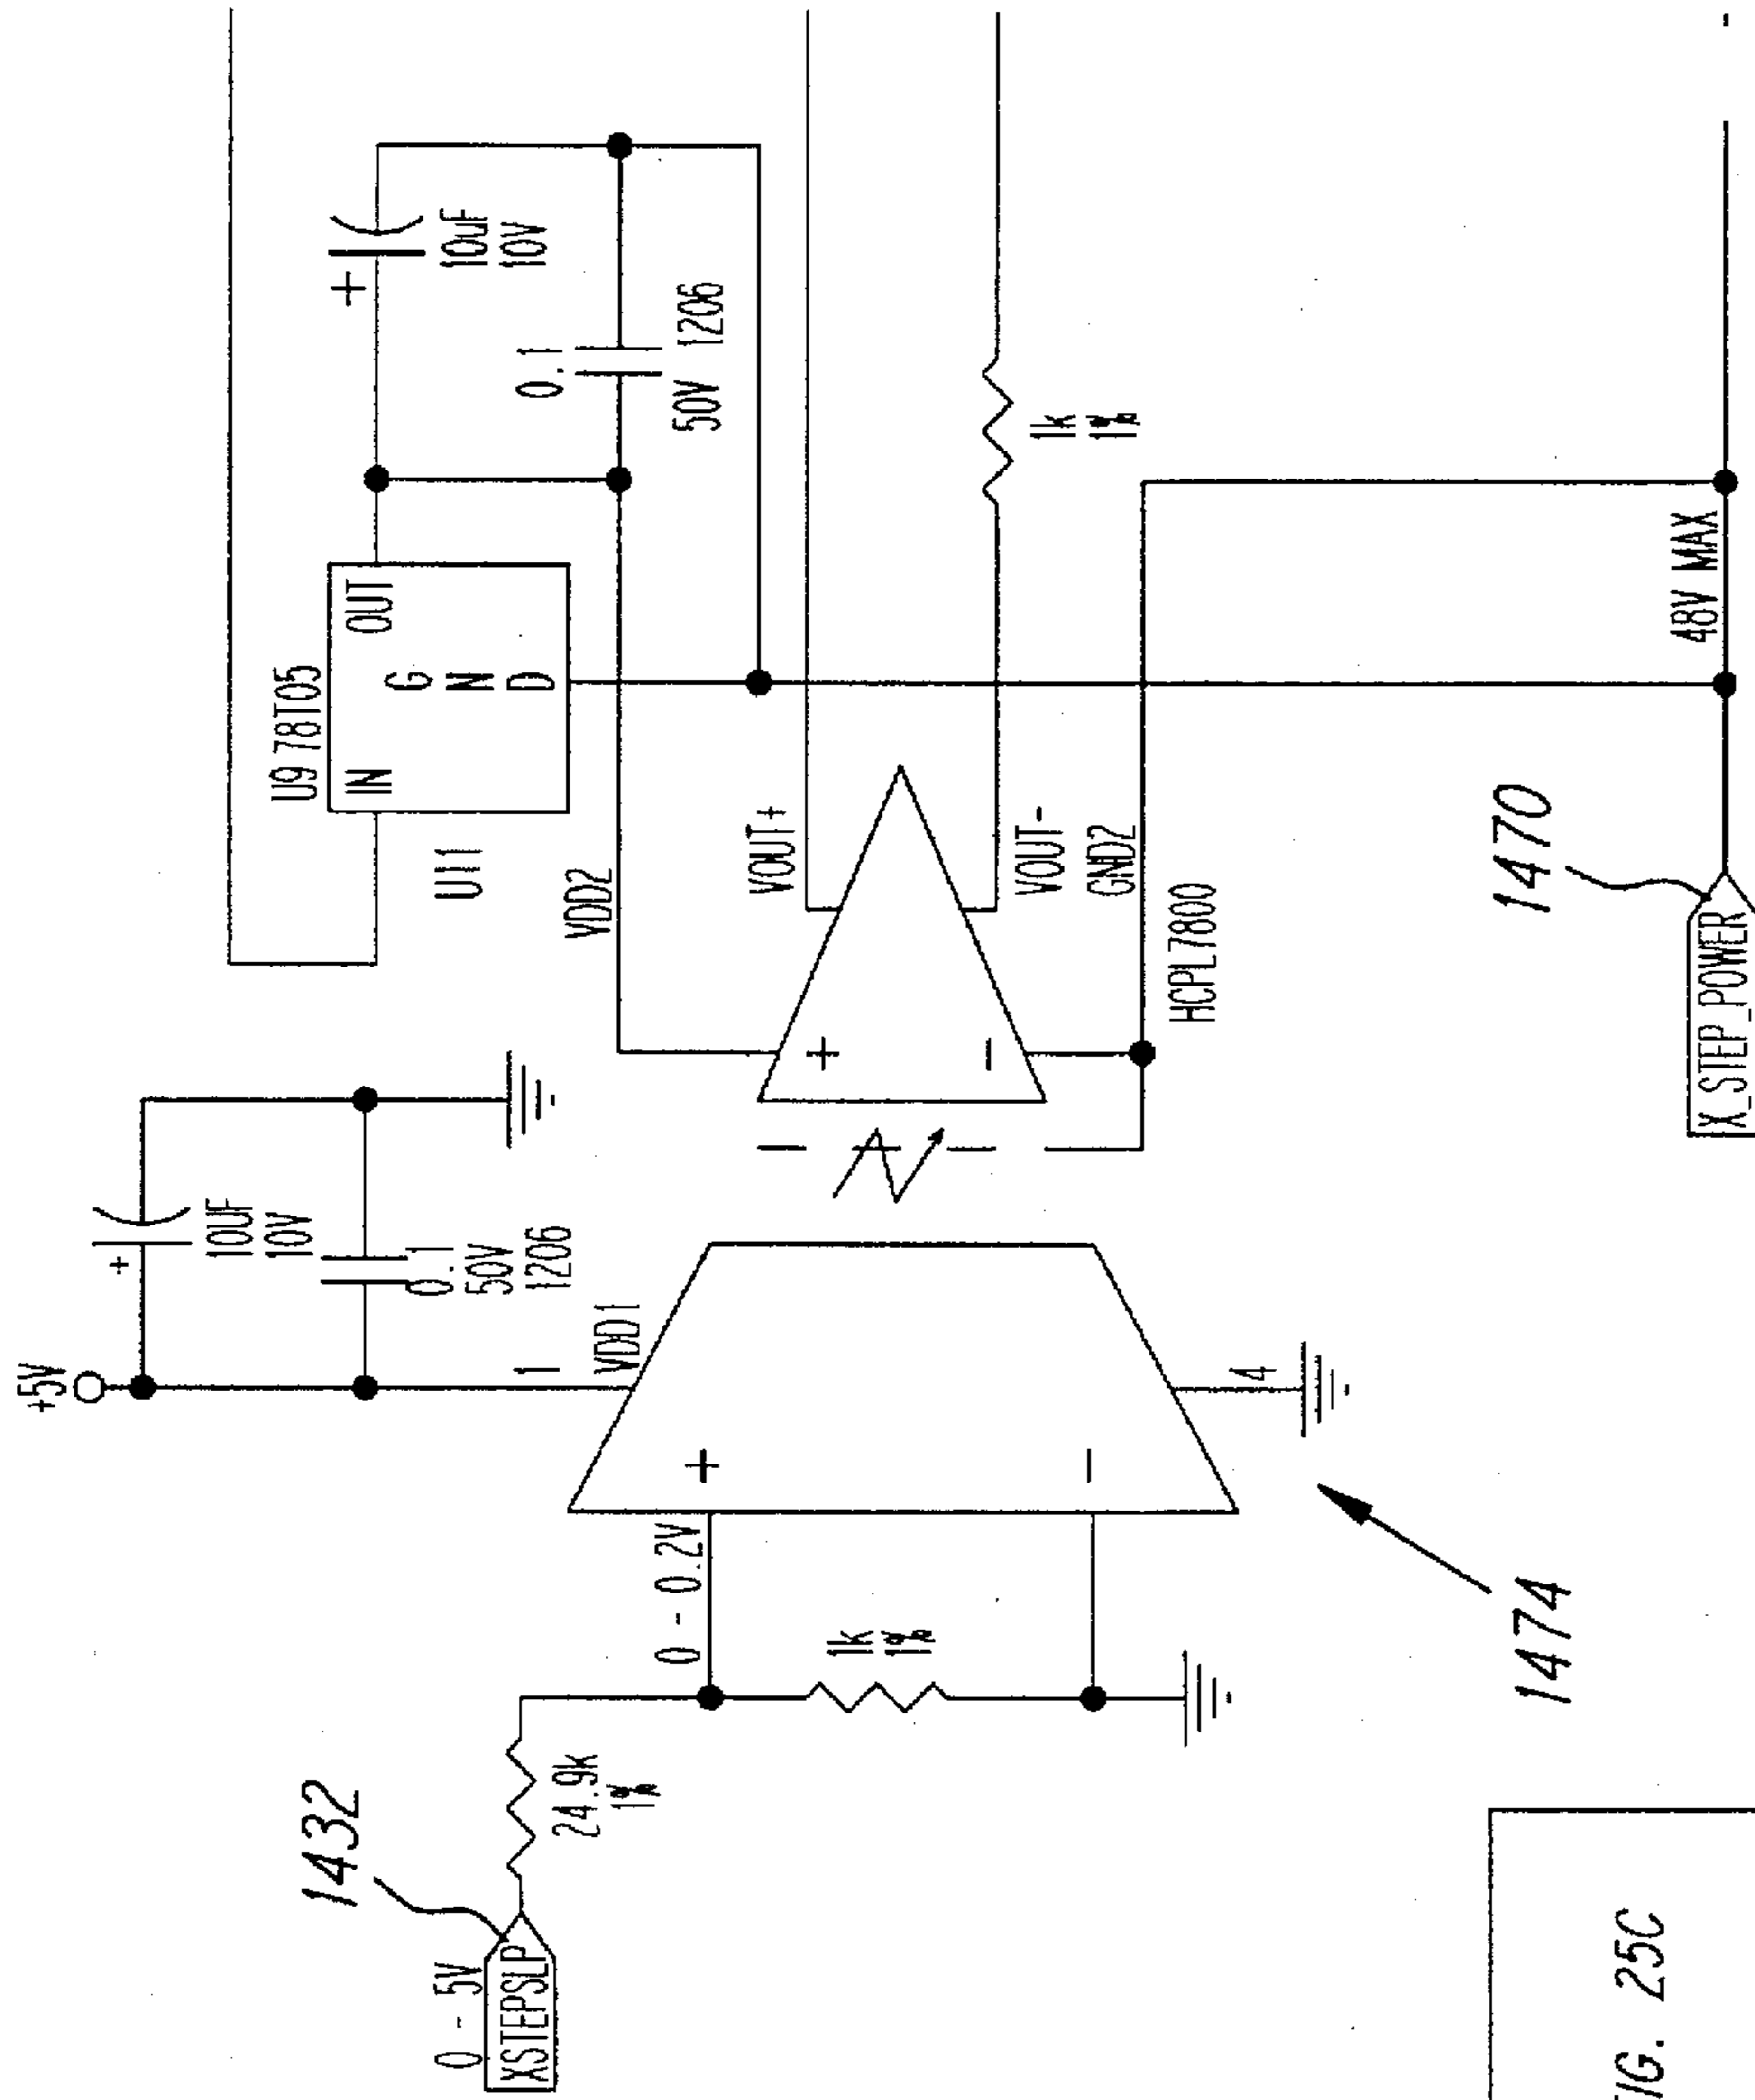 +5V
+
10UF
10V
0.1
50V
1206
1
VDD1
1432
0 - 5V
XSTEPSLP
24.9k
1%
0 - 0.2V
1k
1%
+
-
4
1474
U9 78T05
IN
OUT
G
N
D
U11
+
10uF
10V
0.1
50V 1206
VDD2
VOUT+
+
-
VOUT-
GND2
HCPL7800
1k
1%
1470
X_STEP_POWER
48V MAX
25C